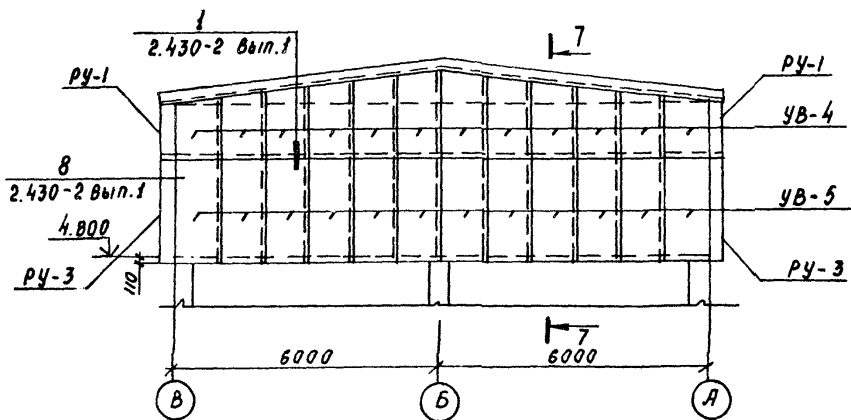 1
2.430-2 Вып.1
7
РУ-1
РУ-1
УВ-4
8
2.430-2 Вып.1
УВ-5
4.800
РУ-3
110
РУ-3
7
6000
6000
В
Б
А